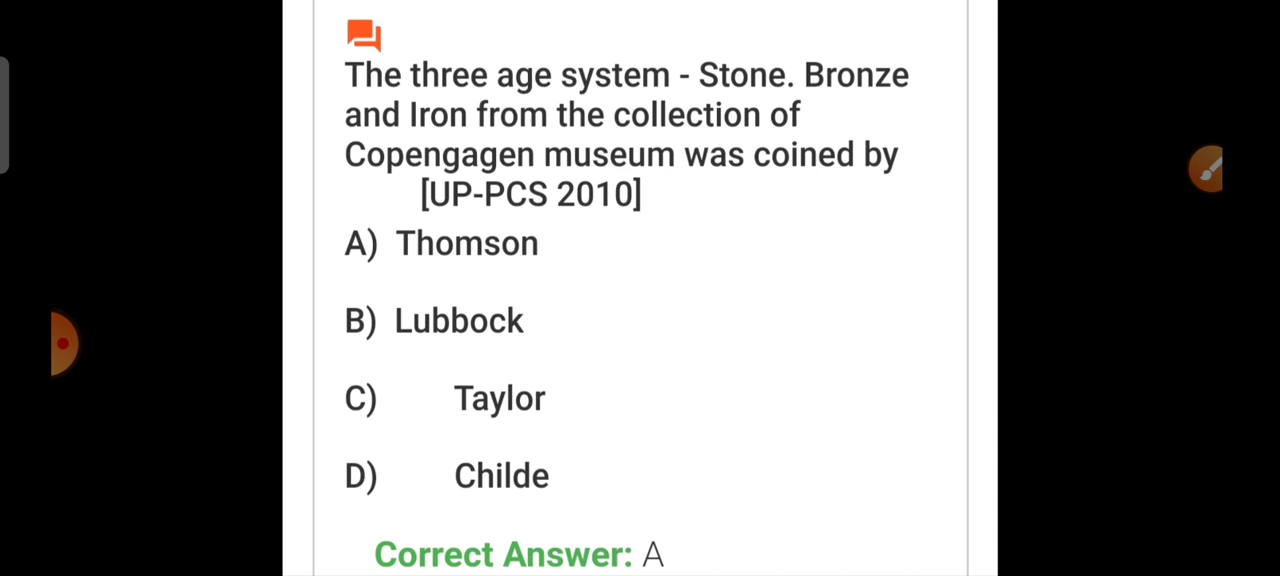 The three age system - Stone. Bronze
and Iron from the collection of
Copengagen museum was coined by
[UP-PCS 2010]
A) Thomson
B) Lubbock
C) Taylor
D) Childe
Correct Answer: A